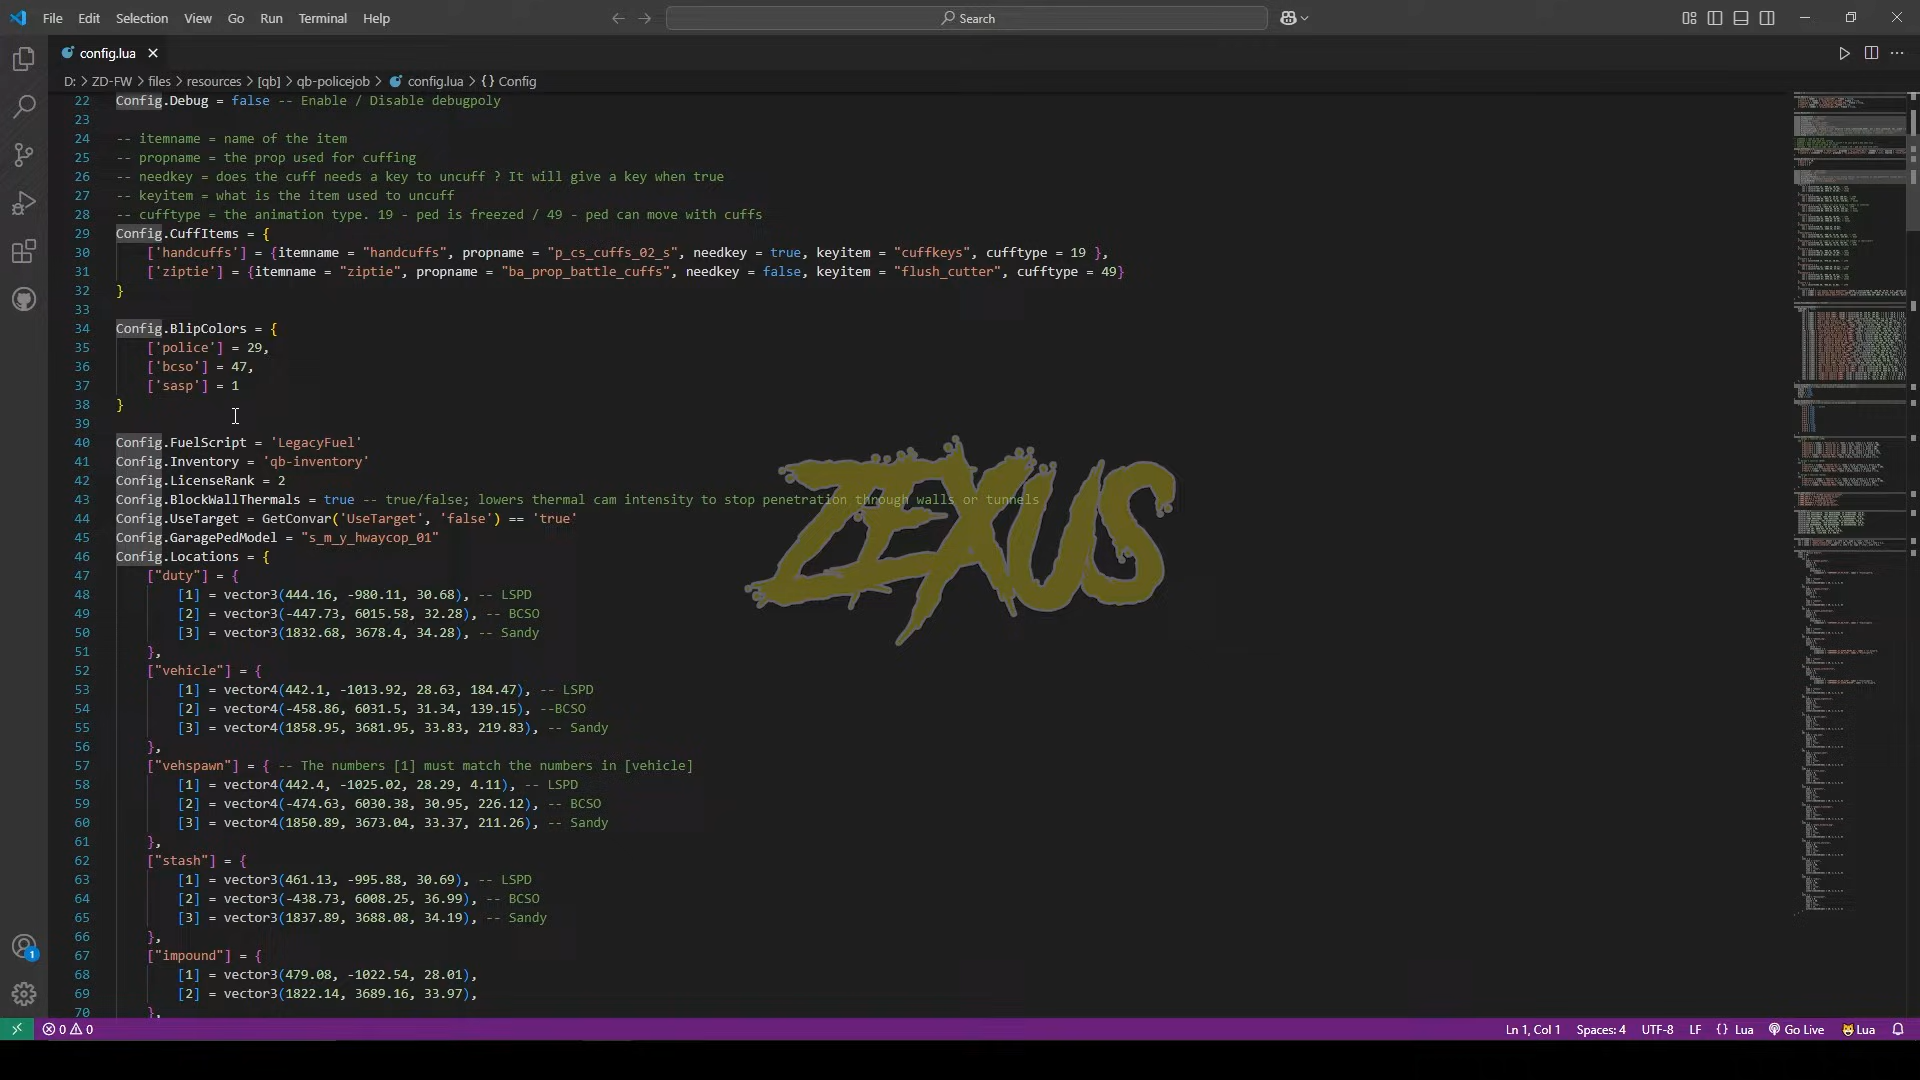 File Edit Selection View Go Run Terminal Help
Search
config.lua
D: > ZD-FW > files > resources > [qb] > qb-policejob > config.lua > {} Config
22 Config.Debug = false -- Enable / Disable debugpoly
23
24 -- itemname = name of the item
25 -- propname = the prop used for cuffing
26 -- needkey = does the cuff needs a key to uncuff ? It will give a key when true
27 -- keyitem = what is the item used to uncuff
28 -- cufftype = the animation type. 19 - ped is freezed / 49 - ped can move with cuffs
29 Config.CuffItems = {
30 ['handcuffs'] = {itemname = "handcuffs", propname = "p_cs_cuffs_02_s", needkey = true, keyitem = "cuffkeys", cufftype = 19 },
31 ['ziptie'] = {itemname = "ziptie", propname = "ba_prop_battle_cuffs", needkey = false, keyitem = "flush_cutter", cufftype = 49}
32 }
33
34 Config.BlipColors = {
35 ['police'] = 29,
36 ['bcso'] = 47,
37 ['sasp'] = 1
38 }
39
40 Config.FuelScript = 'LegacyFuel'
41 Config.Inventory = 'qb-inventory'
42 Config.LicenseRank = 2
43 Config.BlockWallThermals = true -- true/false; lowers thermal cam intensity to stop penetration through walls or tunnels
44 Config.UseTarget = GetConvar('UseTarget', 'false') == 'true'
45 Config.GaragePedModel = "s_m_y_hwaycop_01"
46 Config.Locations = {
47 ["duty"] = {
48 [1] = vector3(444.16, -980.11, 30.68), -- LSPD
49 [2] = vector3(-447.73, 6015.58, 32.28), -- BCSO
50 [3] = vector3(1832.68, 3678.4, 34.28), -- Sandy
51 },
52 ["vehicle"] = {
53 [1] = vector4(442.1, -1013.92, 28.63, 184.47), -- LSPD
54 [2] = vector4(-458.86, 6031.5, 31.34, 139.15), --BCSO
55 [3] = vector4(1858.95, 3681.95, 33.83, 219.83), -- Sandy
56 },
57 ["vehspawn"] = { -- The numbers [1] must match the numbers in [vehicle]
58 [1] = vector4(442.4, -1025.02, 28.29, 4.11), -- LSPD
59 [2] = vector4(-474.63, 6030.38, 30.95, 226.12), -- BCSO
60 [3] = vector4(1850.89, 3673.04, 33.37, 211.26), -- Sandy
61 },
62 ["stash"] = {
63 [1] = vector3(461.13, -995.88, 30.69), -- LSPD
64 [2] = vector3(-438.73, 6008.25, 36.99), -- BCSO
65 [3] = vector3(1837.89, 3688.08, 34.19), -- Sandy
66 },
67 ["impound"] = {
68 [1] = vector3(479.08, -1022.54, 28.01),
69 [2] = vector3(1822.14, 3689.16, 33.97),
70 },
ZEXUS
1
0 0 Ln 1, Col 1 Spaces: 4 UTF-8 LF {} Lua Go Live Lua